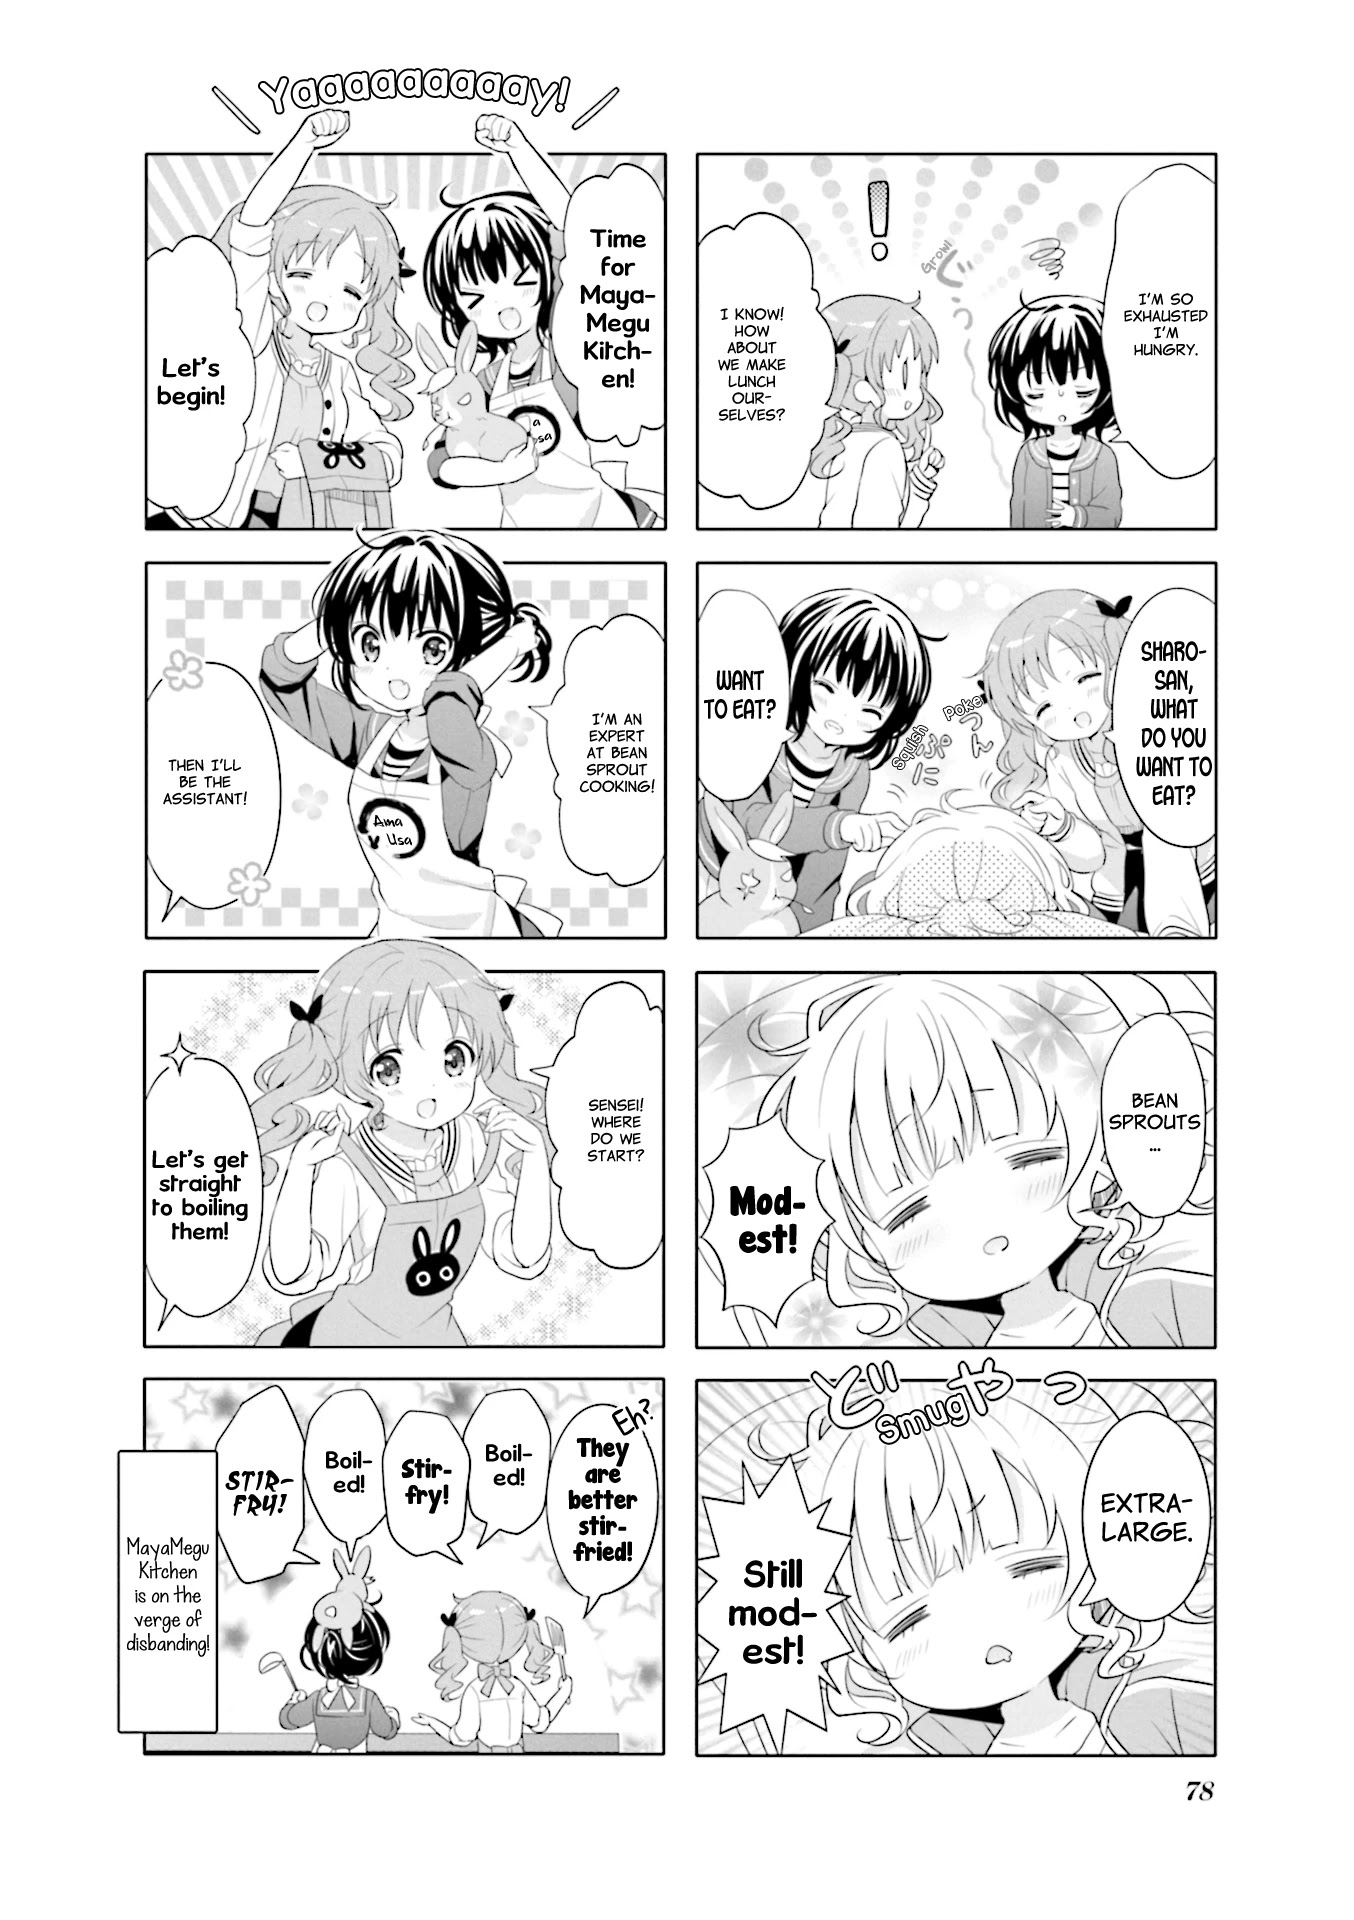 I'M SO
EXHAUSTED
I'M
HUNGRY.
Growl
ぐぅ
I KNOW!
HOW
ABOUT
WE MAKE
LUNCH
OUR-
SELVES?
SHARO-
SAN,
WHAT
DO YOU
WANT TO
EAT?
Poke
つん
Squish
ぷに
WANT
TO EAT?
BEAN
SPROUTS
...
Mod-
est!
どやっ
Smug
EXTRA-
LARGE.
Still
mod-
est!
Yaaaaaaaaaay!
Time
for
Maya-
Megu
Kitch-
en!
Let's
begin!
a
sa
I'M AN
EXPERT
AT BEAN
SPROUT
COOKING!
THEN I'LL
BE THE
ASSISTANT!
Ama
Usa
SENSEI!
WHERE
DO WE
START?
Let's get
straight
to boiling
them!
Eh?
They
are
better
stir-
fried!
Boil-
ed!
Stir-
fry!
Boil-
ed!
STIR-
FRY!
MayaMegu
Kitchen
is on the
verge of
disbanding!
78